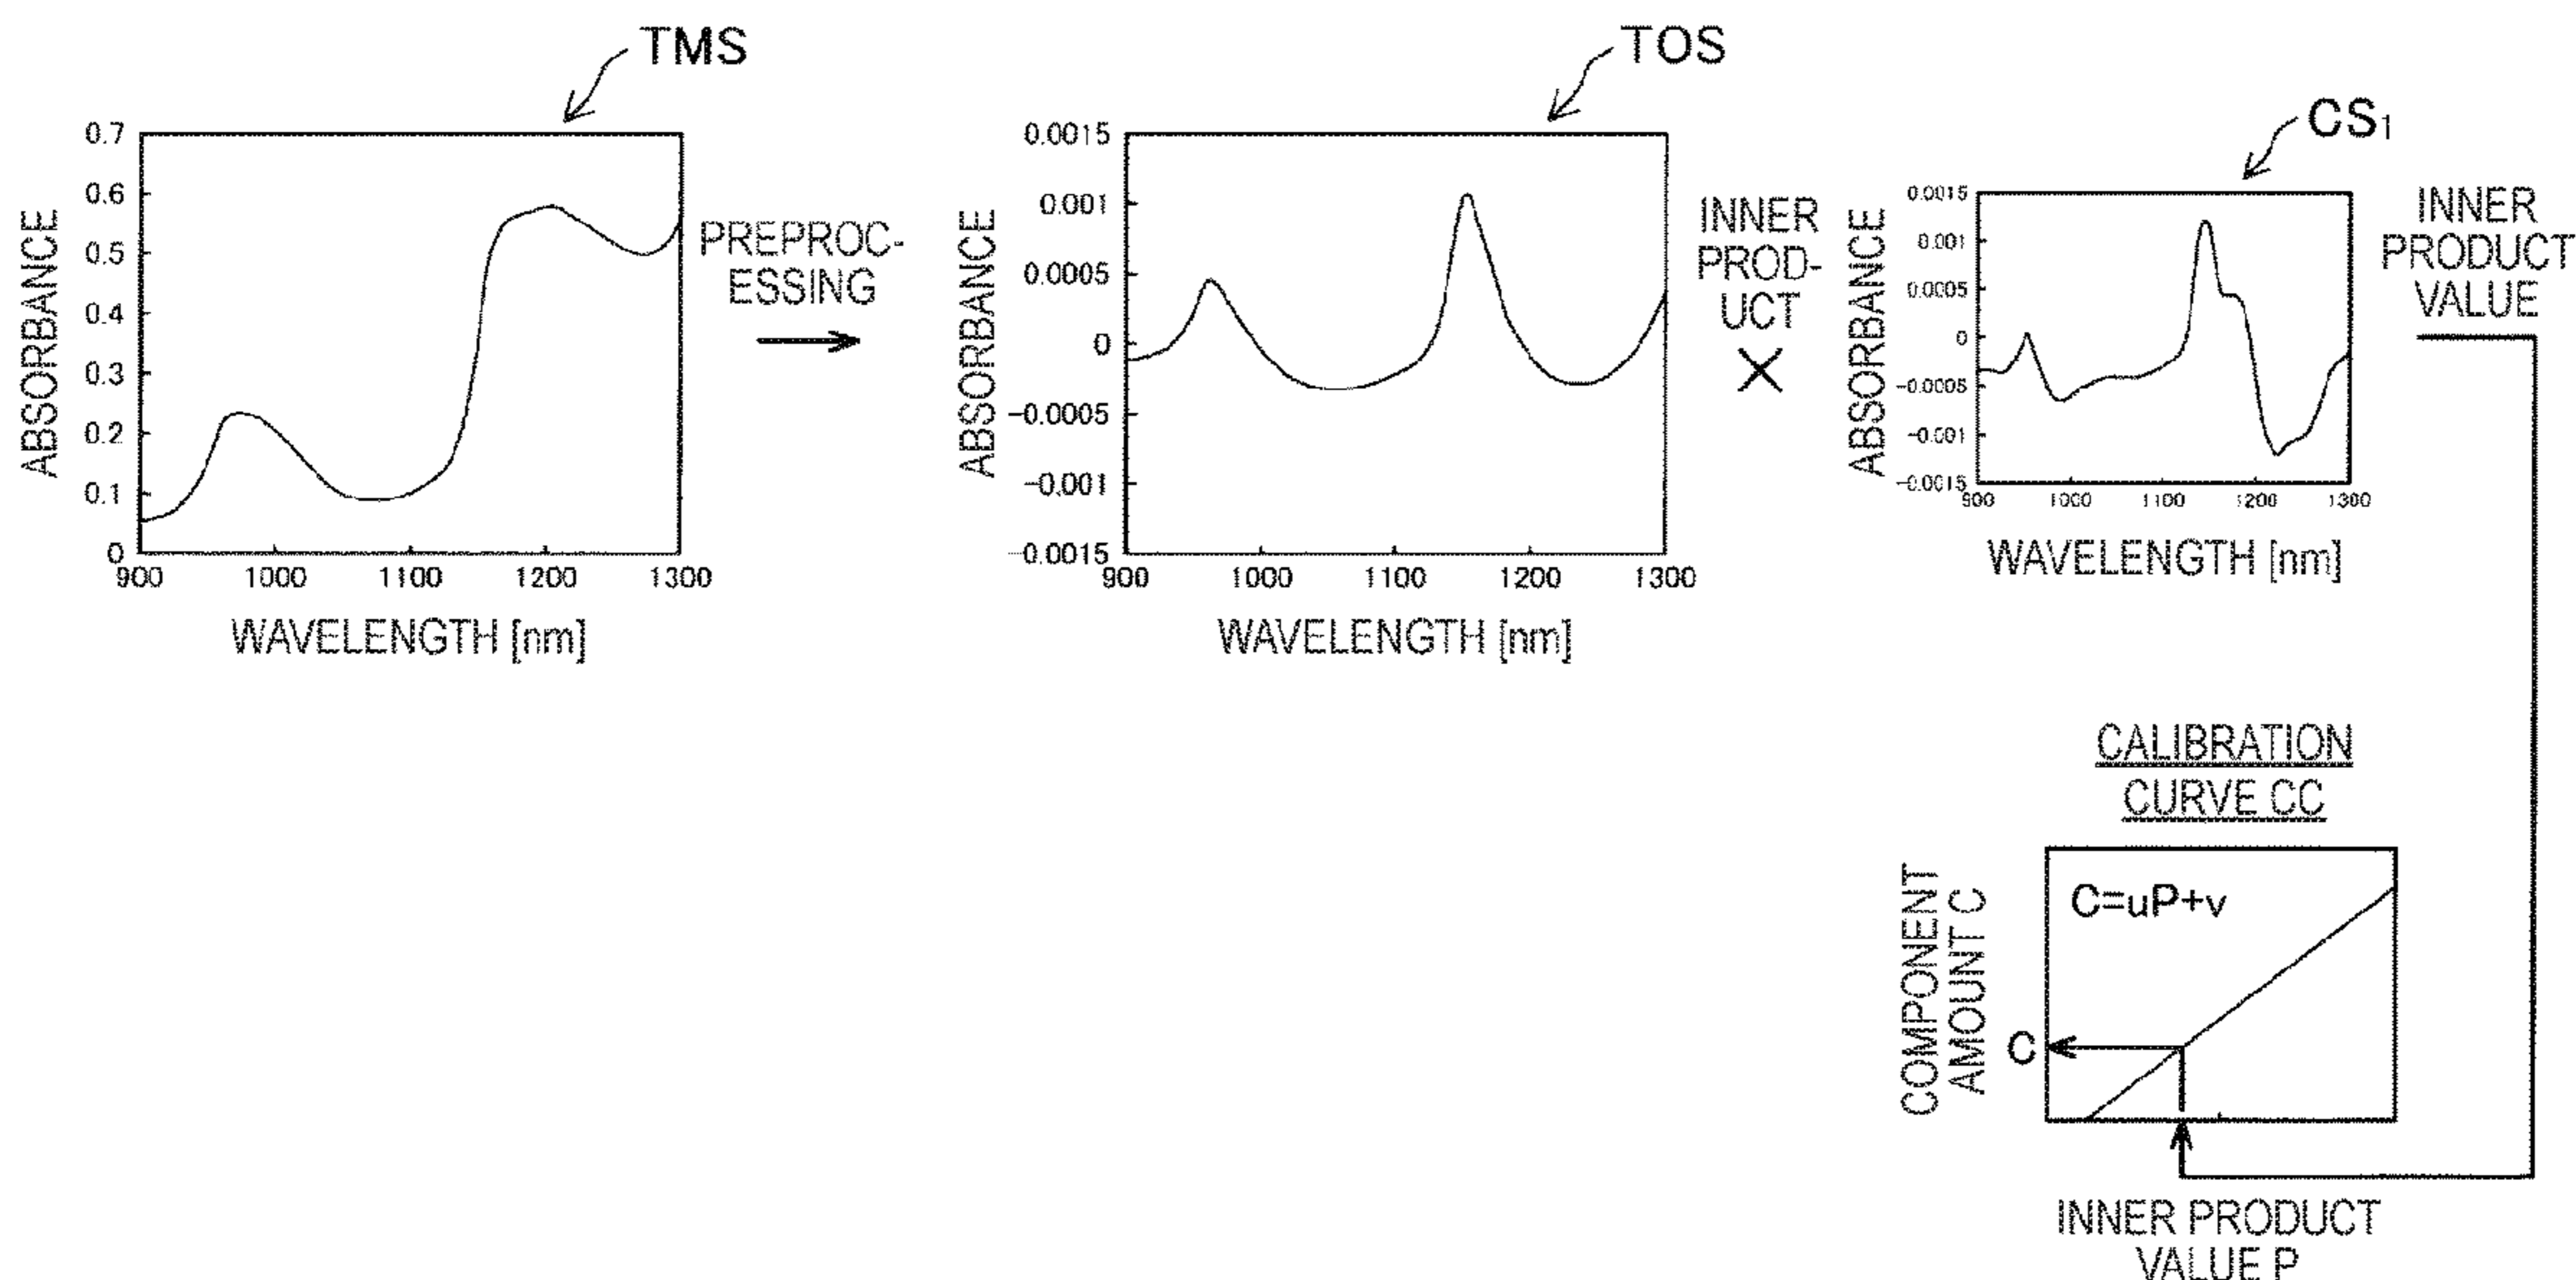 TMS
0.7
0.6
0.5
0.4
0.3
0.2
0.1
0
ABSORBANCE
900 1000 1100 1200 1300
WAVELENGTH [nm]
PREPROC-
ESSING
TOS
0.0015
0.001
0.0005
0
-0.0005
-0.001
-0.0015
ABSORBANCE
900 1000 1100 1200 1300
WAVELENGTH [nm]
INNER
PROD-
UCT
×
CS1
0.0015
0.001
0.0005
0
-0.0005
-0.001
-0.0015
ABSORBANCE
900 1000 1100 1200 1300
WAVELENGTH [nm]
INNER
PRODUCT
VALUE
CALIBRATION
CURVE CC
C=uP+v
COMPONENT
AMOUNT C
C
INNER PRODUCT
VALUE P